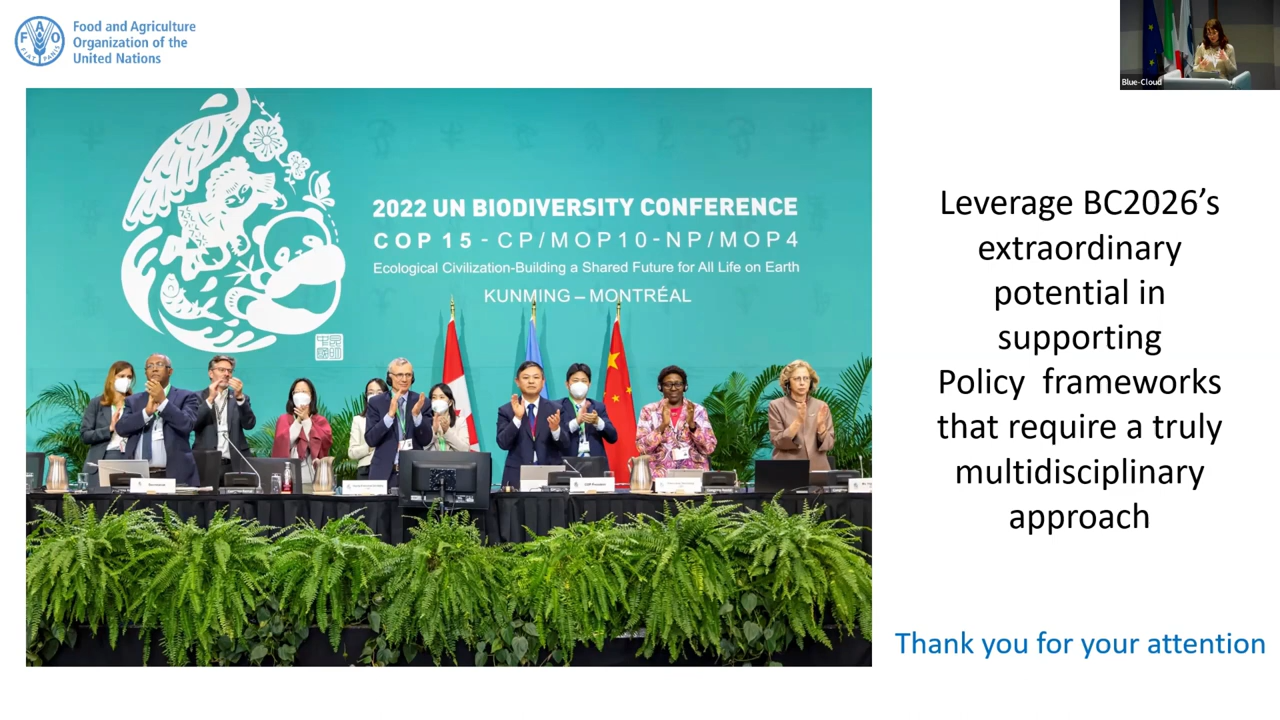 Food and Agriculture
Organization of the
United Nations
Blue-Cloud
2022 UN BIODIVERSITY CONFERENCE
COP 15 - CP/MOP10-NP/MOP4
Ecological Civilization-Building a Shared Future for All Life on Earth
KUNMING – MONTRÉAL
Leverage BC2026’s
extraordinary
potential in
supporting
Policy  frameworks
that require a truly
multidisciplinary
approach
Thank you for your attention